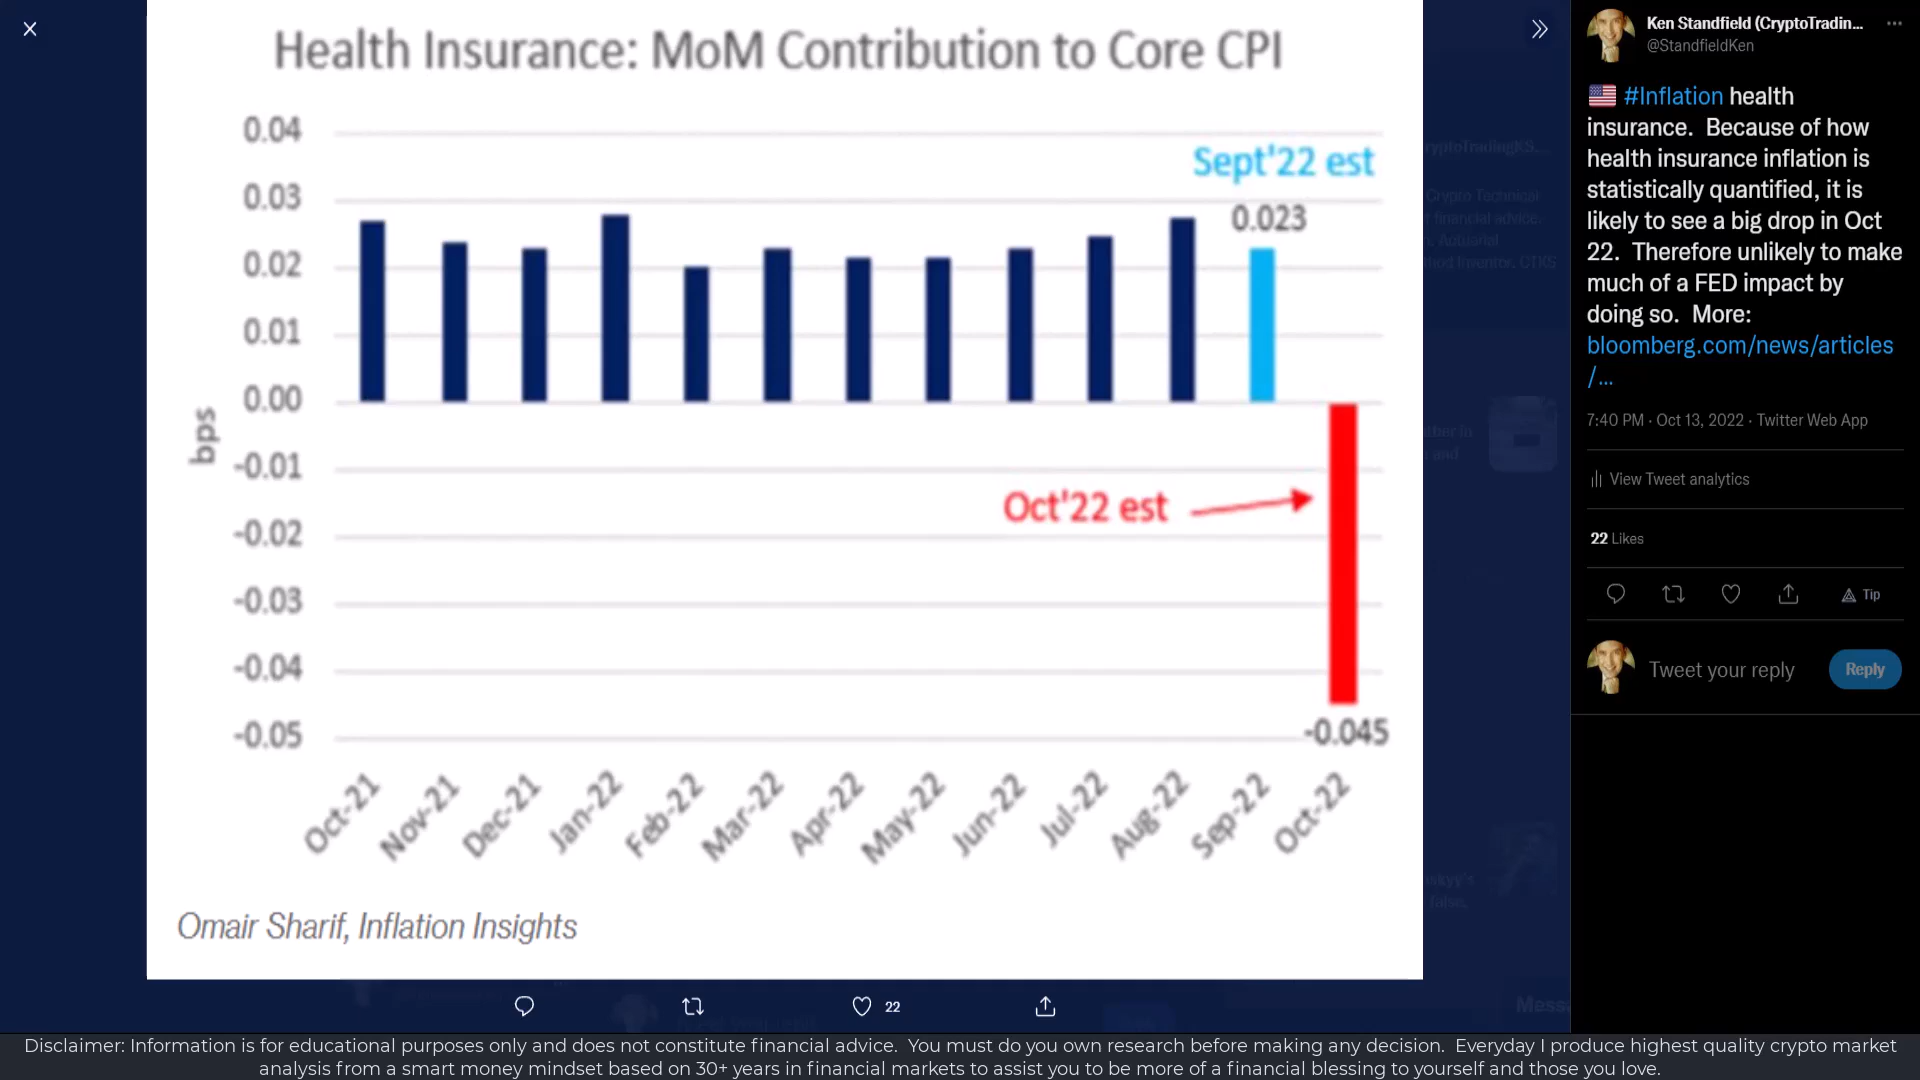 Health Insurance: MoM Contribution to Core CPI
0.04
0.03
0.02
0.01
0.00
-0.01
-0.02
-0.03
-0.04
-0.05
bps
Sept'22 est
0.023
Oct'22 est
-0.045
Oct-21
Nov-21
Dec-21
Jan-22
Feb-22
Mar-22
Apr-22
May-22
Jun-22
Jul-22
Aug-22
Sep-22
Oct-22
Omair Sharif, Inflation Insights
22
Ken Standfield (CryptoTradin...
@StandfieldKen
#Inflation health
insurance. Because of how
health insurance inflation is
statistically quantified, it is
likely to see a big drop in Oct
22. Therefore unlikely to make
much of a FED impact by
doing so. More:
bloomberg.com/news/articles
/...
7:40 PM · Oct 13, 2022 · Twitter Web App
View Tweet analytics
22 Likes
Tip
Tweet your reply
Reply
Disclaimer: Information is for educational purposes only and does not constitute financial advice. You must do you own research before making any decision. Everyday I produce highest quality crypto market
analysis from a smart money mindset based on 30+ years in financial markets to assist you to be more of a financial blessing to yourself and those you love.